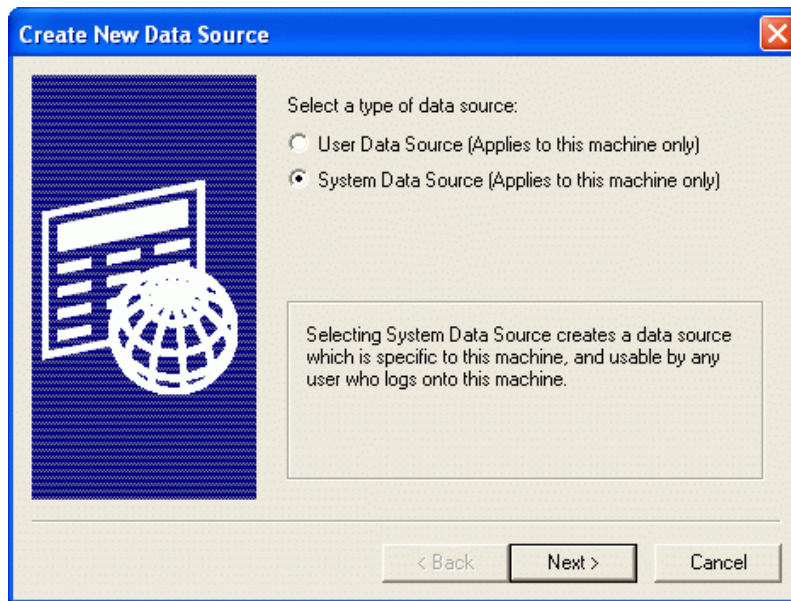 Create New Data Source
Select a type of data source:
User Data Source (Applies to this machine only)
System Data Source (Applies to this machine only)
Selecting System Data Source creates a data source
which is specific to this machine, and usable by any
user who logs onto this machine.
< Back
Next >
Cancel